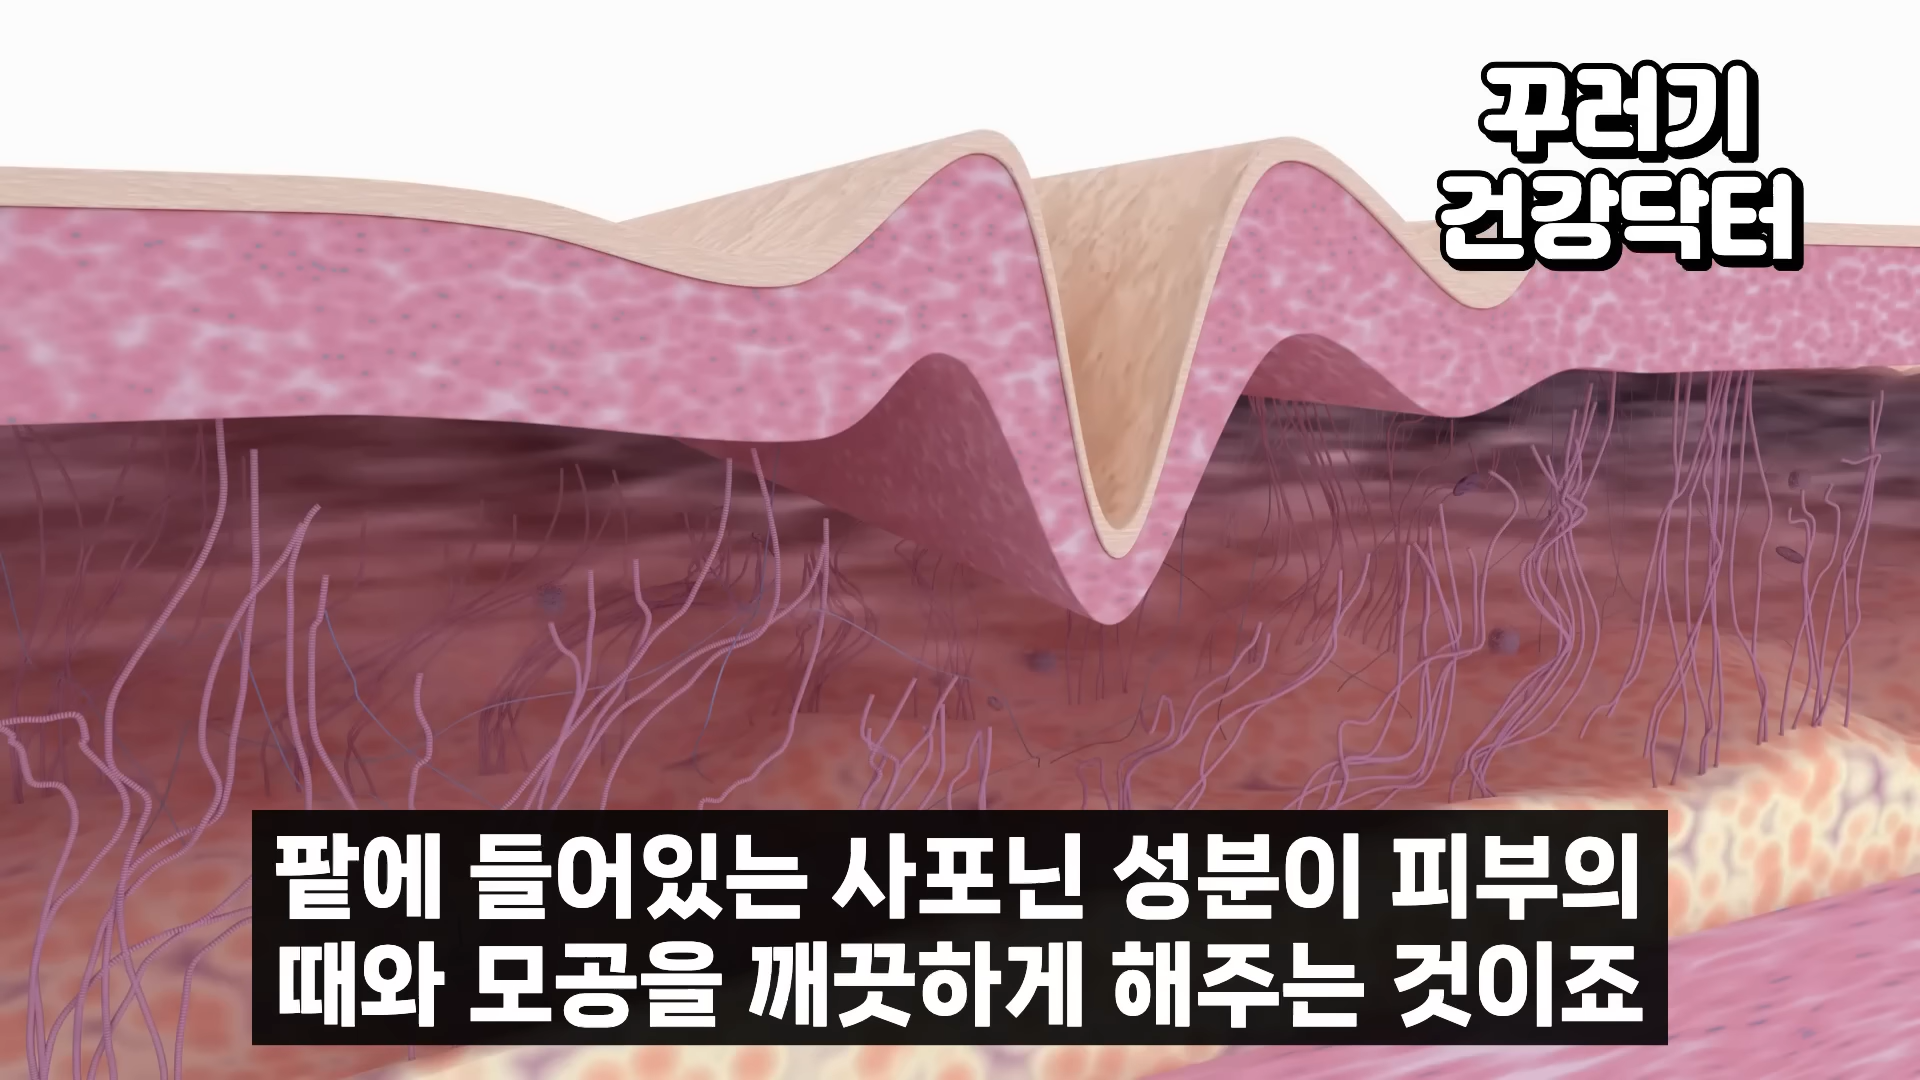 꾸러기
건강닥터
팥에 들어있는 사포닌 성분이 피부의
때와 모공을 깨끗하게 해주는 것이죠